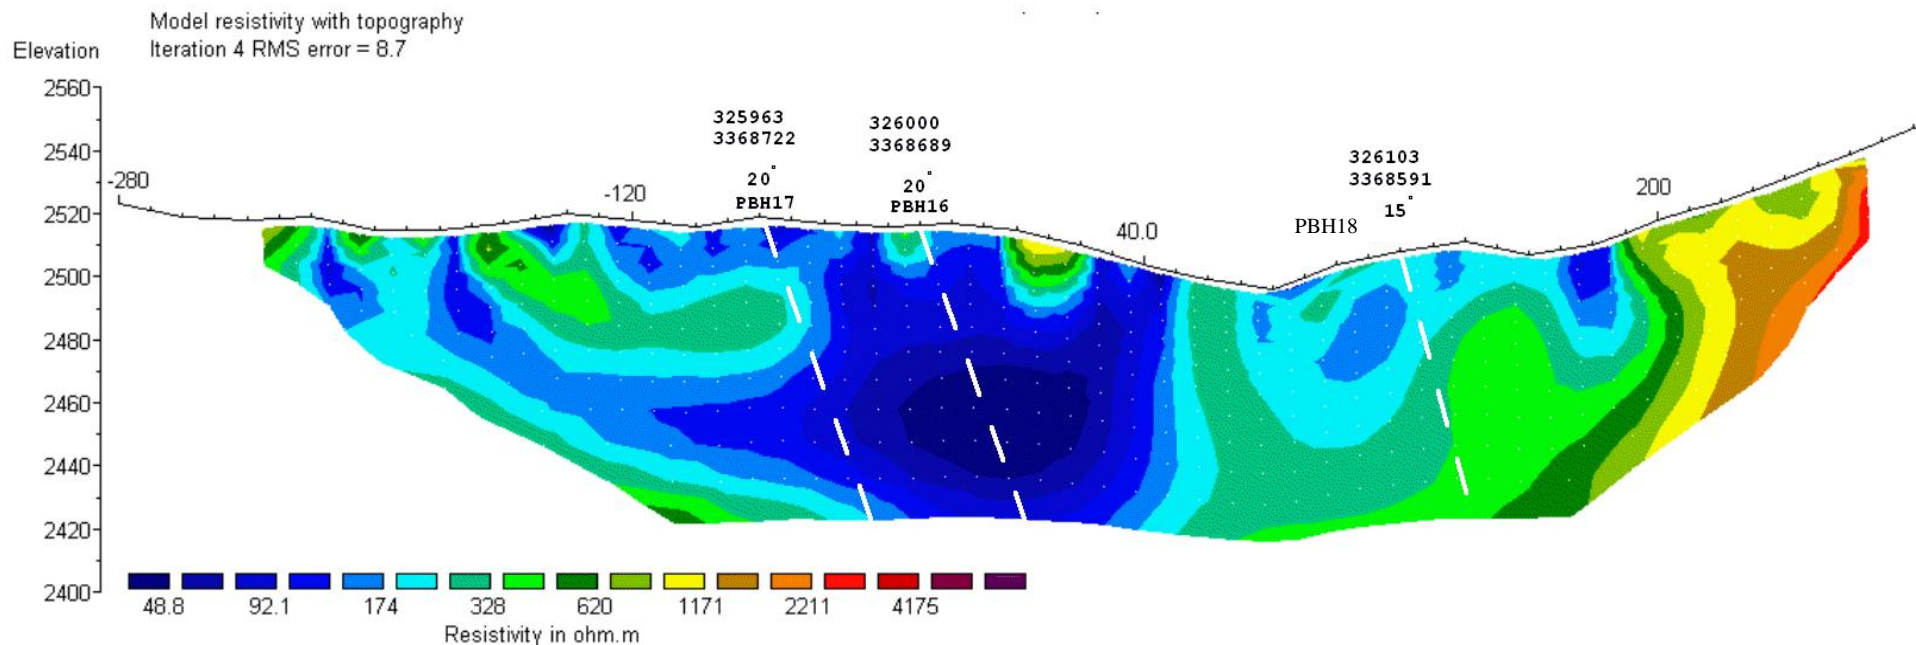 Model resistivity with topography
Elevation
Iteration 4 RMS error = 8.7
2560
2540
2520
2500
2480
2460
2440
2420
2400
-280
-120
40.0
200
325963
3368722
20°
PBH17
326000
3368689
20°
PBH16
326103
3368591
15°
PBH18
48.8 92.1 174 328 620 1171 2211 4175
Resistivity in ohm.m